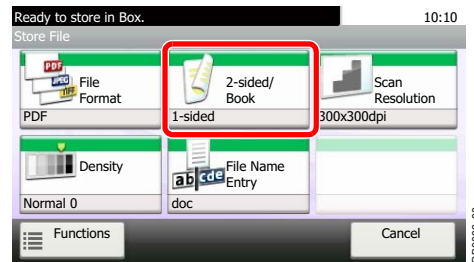 Ready to store in Box.
10:10
Store File
PDF
JPEG
TIFF
File
Format
PDF
2-sided/
Book
1-sided
Scan
Resolution
300x300dpi
Density
Normal 0
ab cde
File Name
Entry
doc
Functions
Cancel